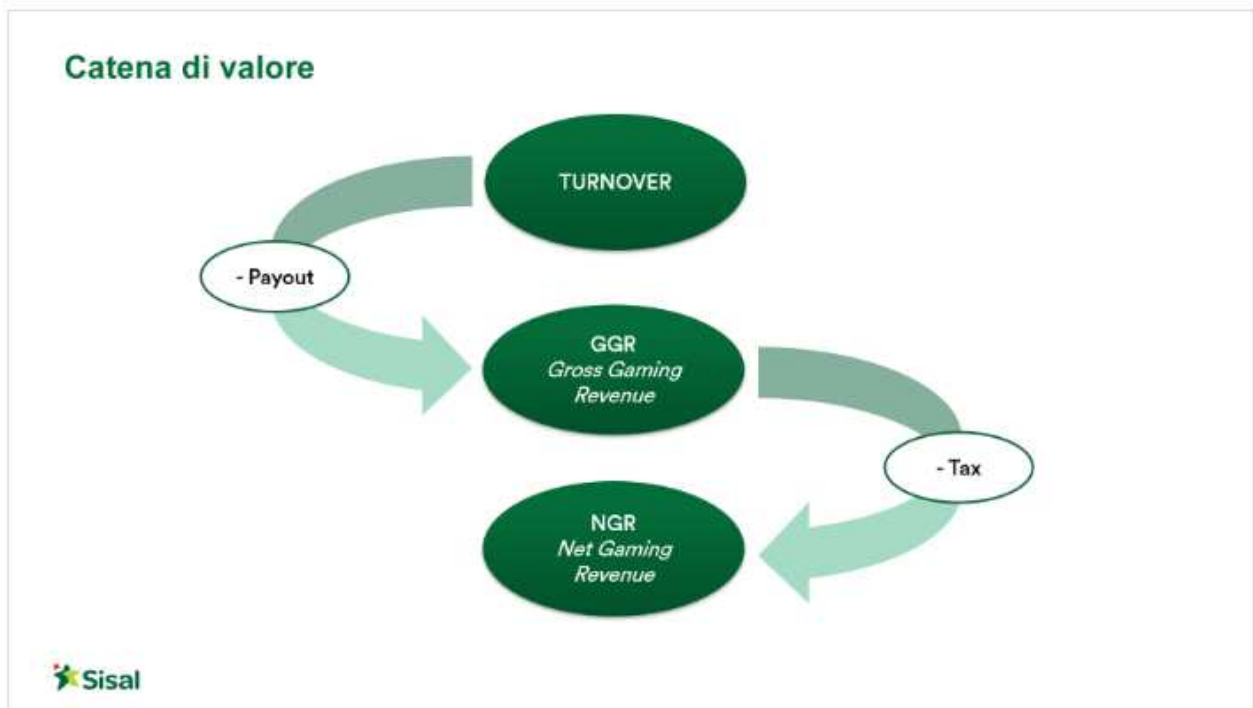 Catena di valore
TURNOVER
- Payout
GGR
Gross Gaming
Revenue
- Tax
NGR
Net Gaming
Revenue
Sisal